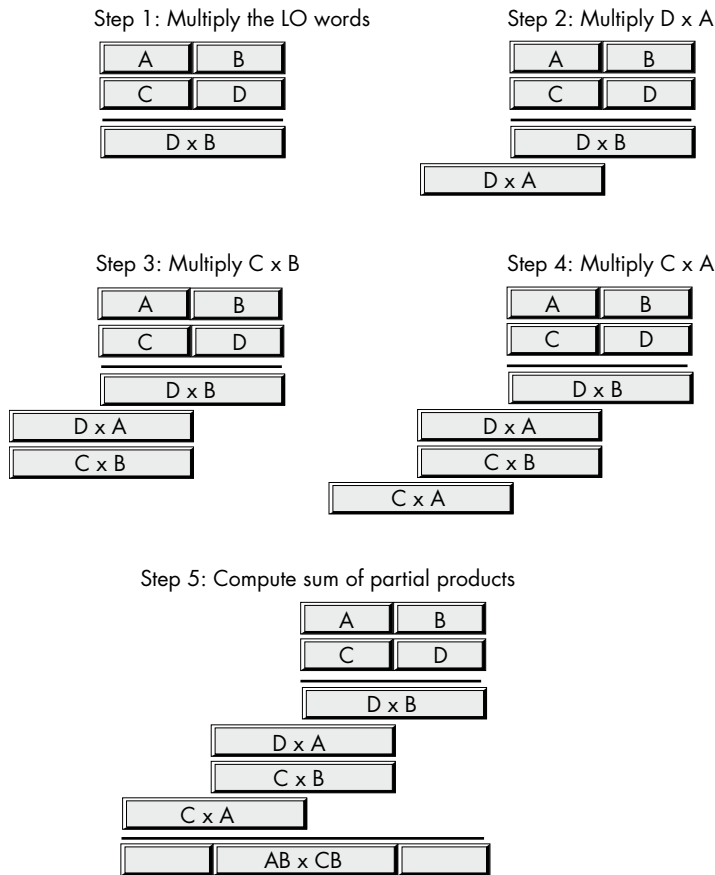 Step 1: Multiply the LO words
A B
C D
D x B
Step 2: Multiply D x A
A B
C D
D x B
D x A
Step 3: Multiply C x B
A B
C D
D x B
D x A
C x B
Step 4: Multiply C x A
A B
C D
D x B
D x A
C x B
C x A
Step 5: Compute sum of partial products
A B
C D
D x B
D x A
C x B
C x A
AB x CB